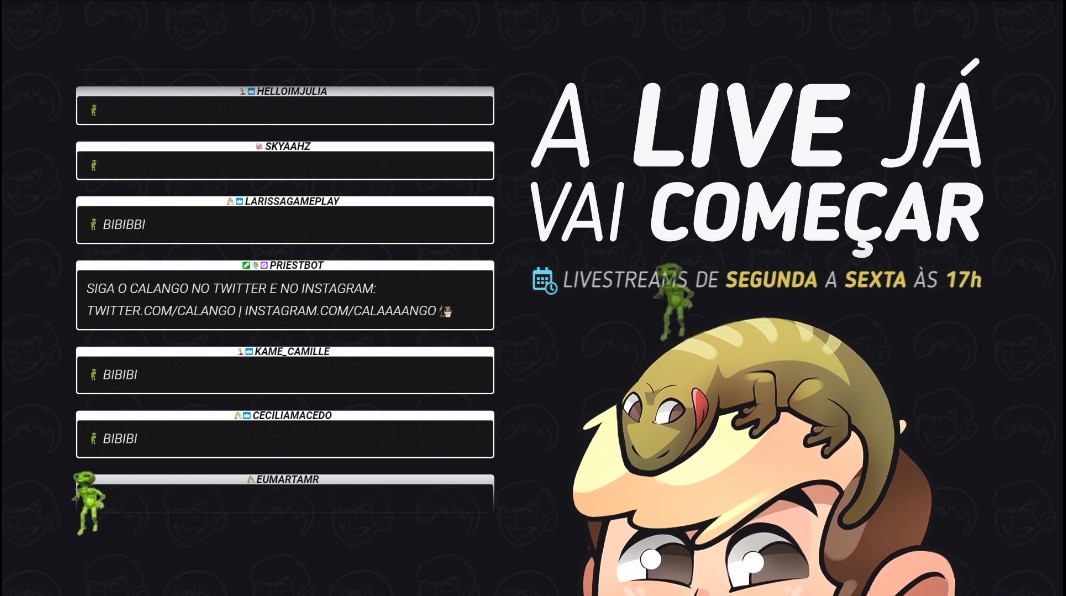 HELLOIMJULIA
SKYAAHZ
LARISSAGAMEPLAY
BIBIBBI
PRIESTBOT
SIGA O CALANGO NO TWITTER E NO INSTAGRAM:
TWITTER.COM/CALANGO | INSTAGRAM.COM/CALAAAANGO
KAME_CAMILLE
BIBIBI
CECILIAMACEDO
BIBIBI
EUMARTAMR
A LIVE JÁ
VAI COMEÇAR
LIVESTREAMS DE SEGUNDA A SEXTA ÀS 17h